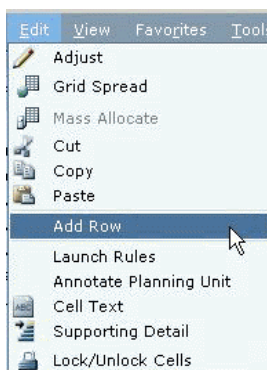 Edit View Favorites Tools
Adjust
Grid Spread
Mass Allocate
Cut
Copy
Paste
Add Row
Launch Rules
Annotate Planning Unit
ABC Cell Text
Supporting Detail
Lock/Unlock Cells